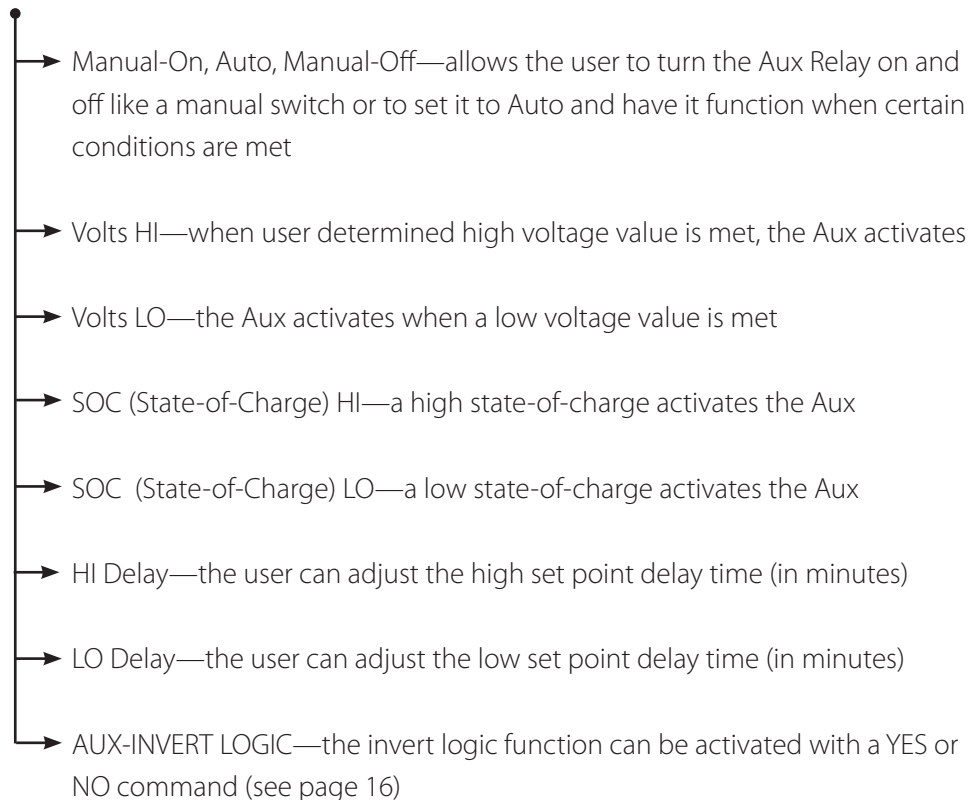 Manual-On, Auto, Manual-Off—allows the user to turn the Aux Relay on and
off like a manual switch or to set it to Auto and have it function when certain
conditions are met
Volts HI—when user determined high voltage value is met, the Aux activates
Volts LO—the Aux activates when a low voltage value is met
SOC (State-of-Charge) HI—a high state-of-charge activates the Aux
SOC  (State-of-Charge) LO—a low state-of-charge activates the Aux
HI Delay—the user can adjust the high set point delay time (in minutes)
LO Delay—the user can adjust the low set point delay time (in minutes)
AUX-INVERT LOGIC—the invert logic function can be activated with a YES or
NO command (see page 16)